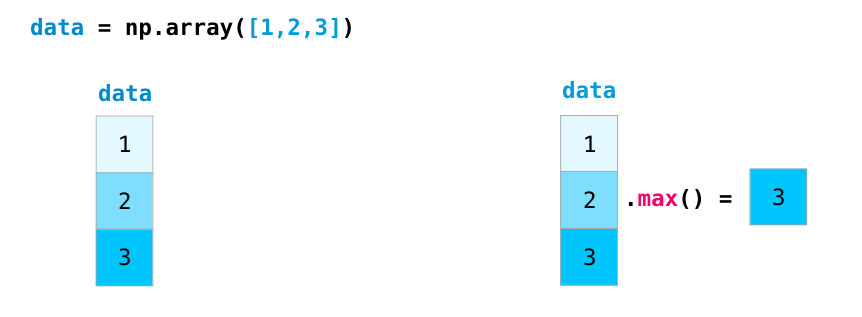 data = np.array([1,2,3])
data
1
2
3
data
1
2
3
.max() =
3